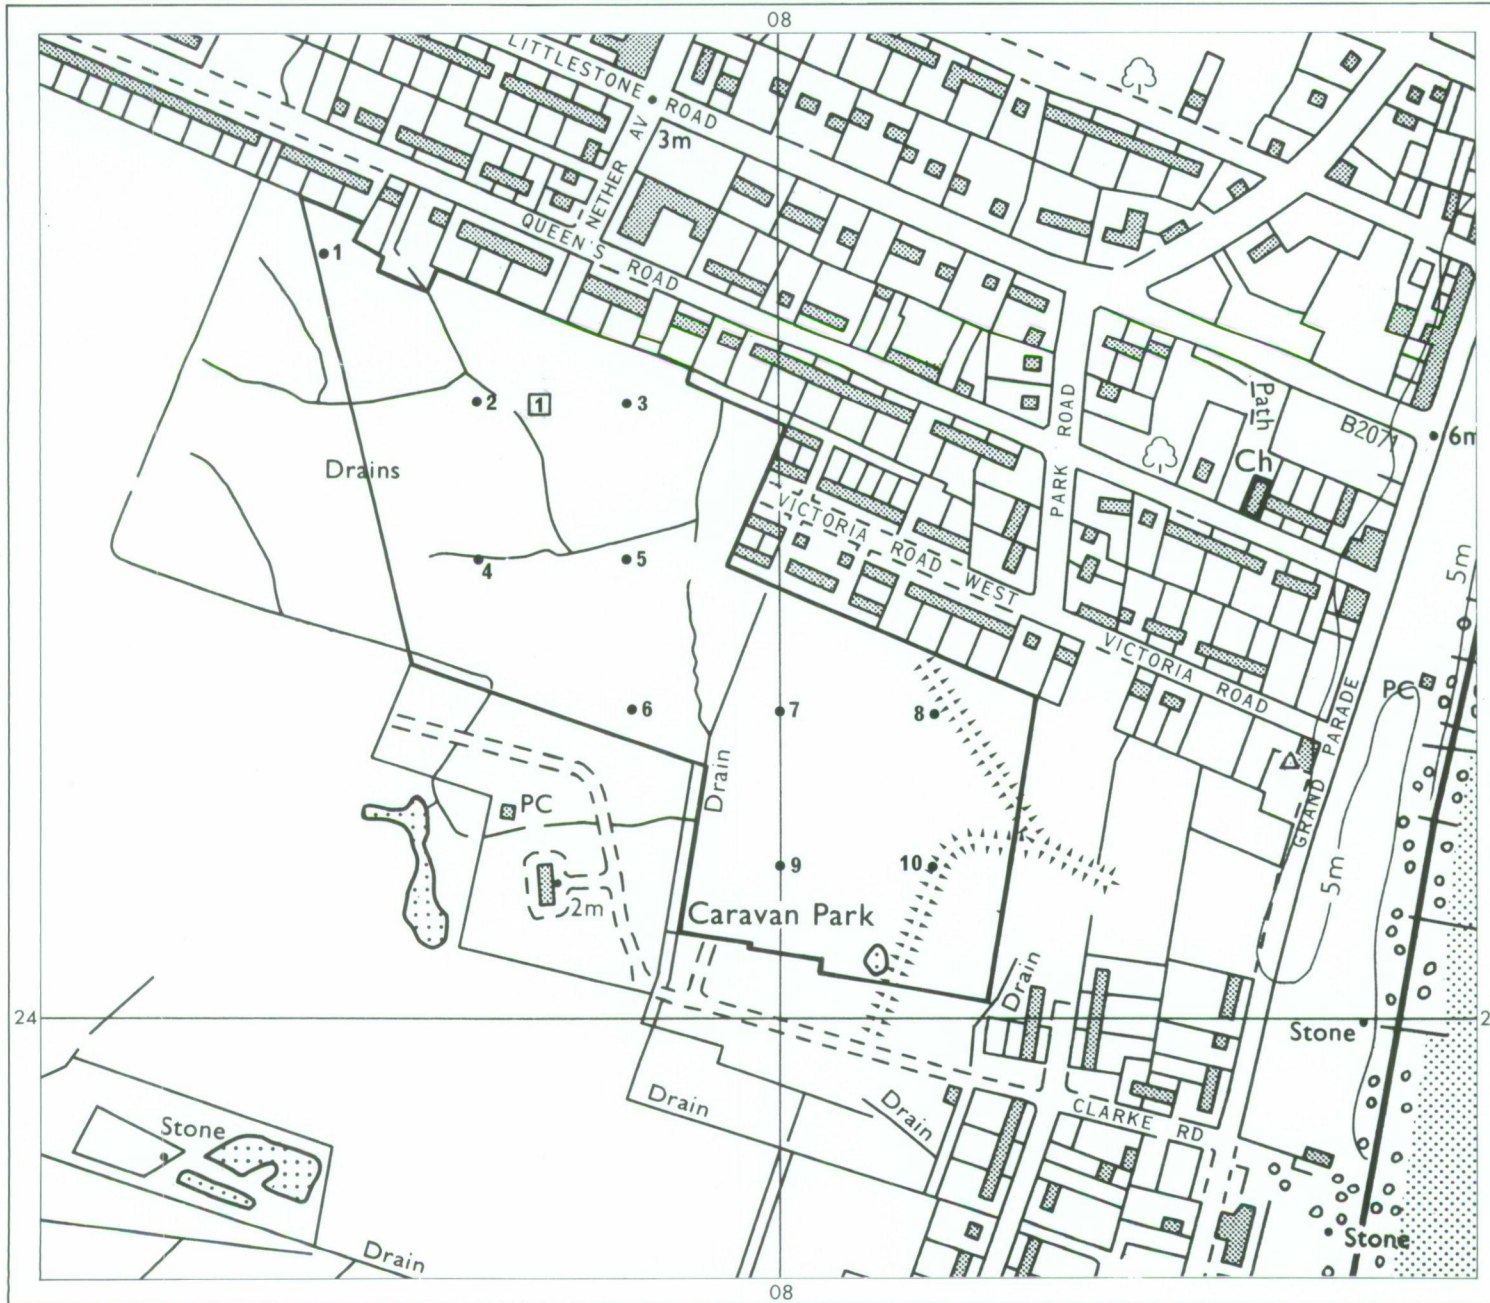 08
LITTLESTONE ROAD
NETHER AV
3m
QUEEN'S ROAD
1
2
1
3
Drains
4
5
PARK ROAD
Path
B2071
6m
Ch
VICTORIA ROAD WEST
VICTORIA ROAD
5m
PC
GRAND PARADE
6
7
8
Drain
PC
9
10
5m
2m
Caravan Park
Drain
24
2
Stone
Drain
Drain
CLARKE RD
Stone
Stone
Drain
08